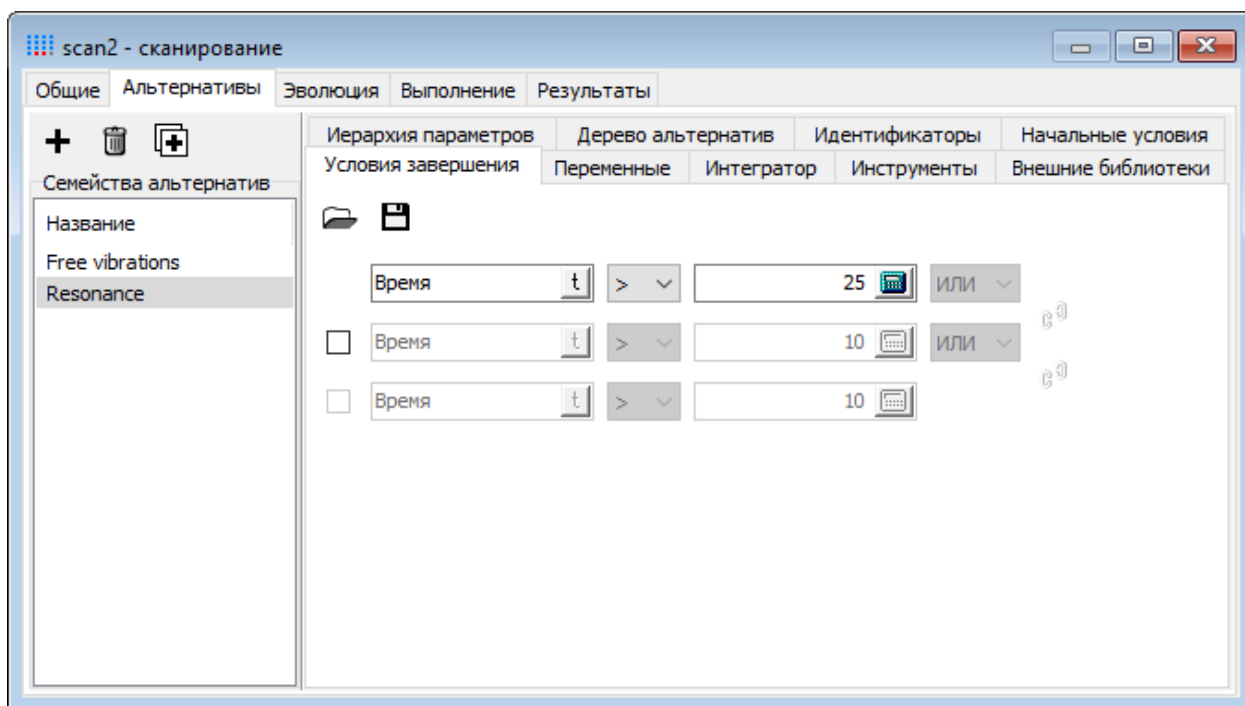 scan2 - сканирование
Общие Альтернативы Эволюция Выполнение Результаты
Иерархия параметров Дерево альтернатив Идентификаторы Начальные условия
Условия завершения Переменные Интегратор Инструменты Внешние библиотеки
Семейства альтернатив
Название
Free vibrations
Resonance
Время t > 25 ИЛИ
Время t > 10 ИЛИ
Время t > 10